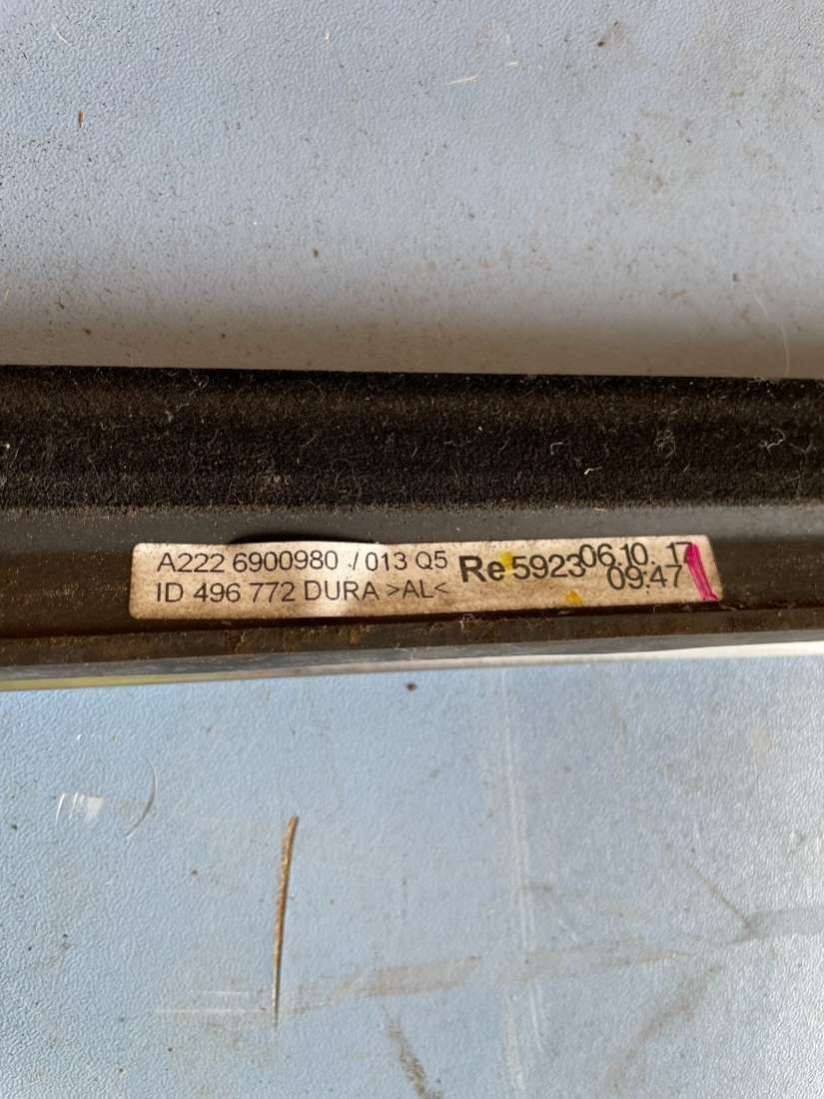 A222 6900980 ./ 013 Q5 Re 5923 06.10. 17
ID 496 772 DURA >AL< 09:47